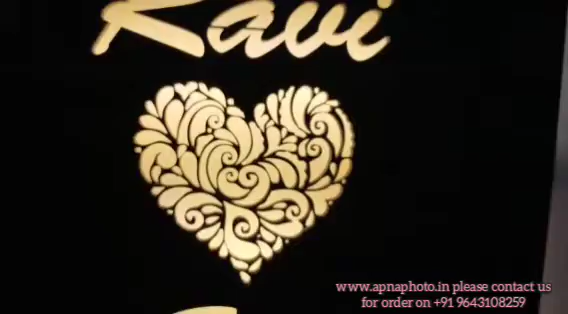 Ravi
www.apnaphoto.in please contact us
for order on +91 9643108259